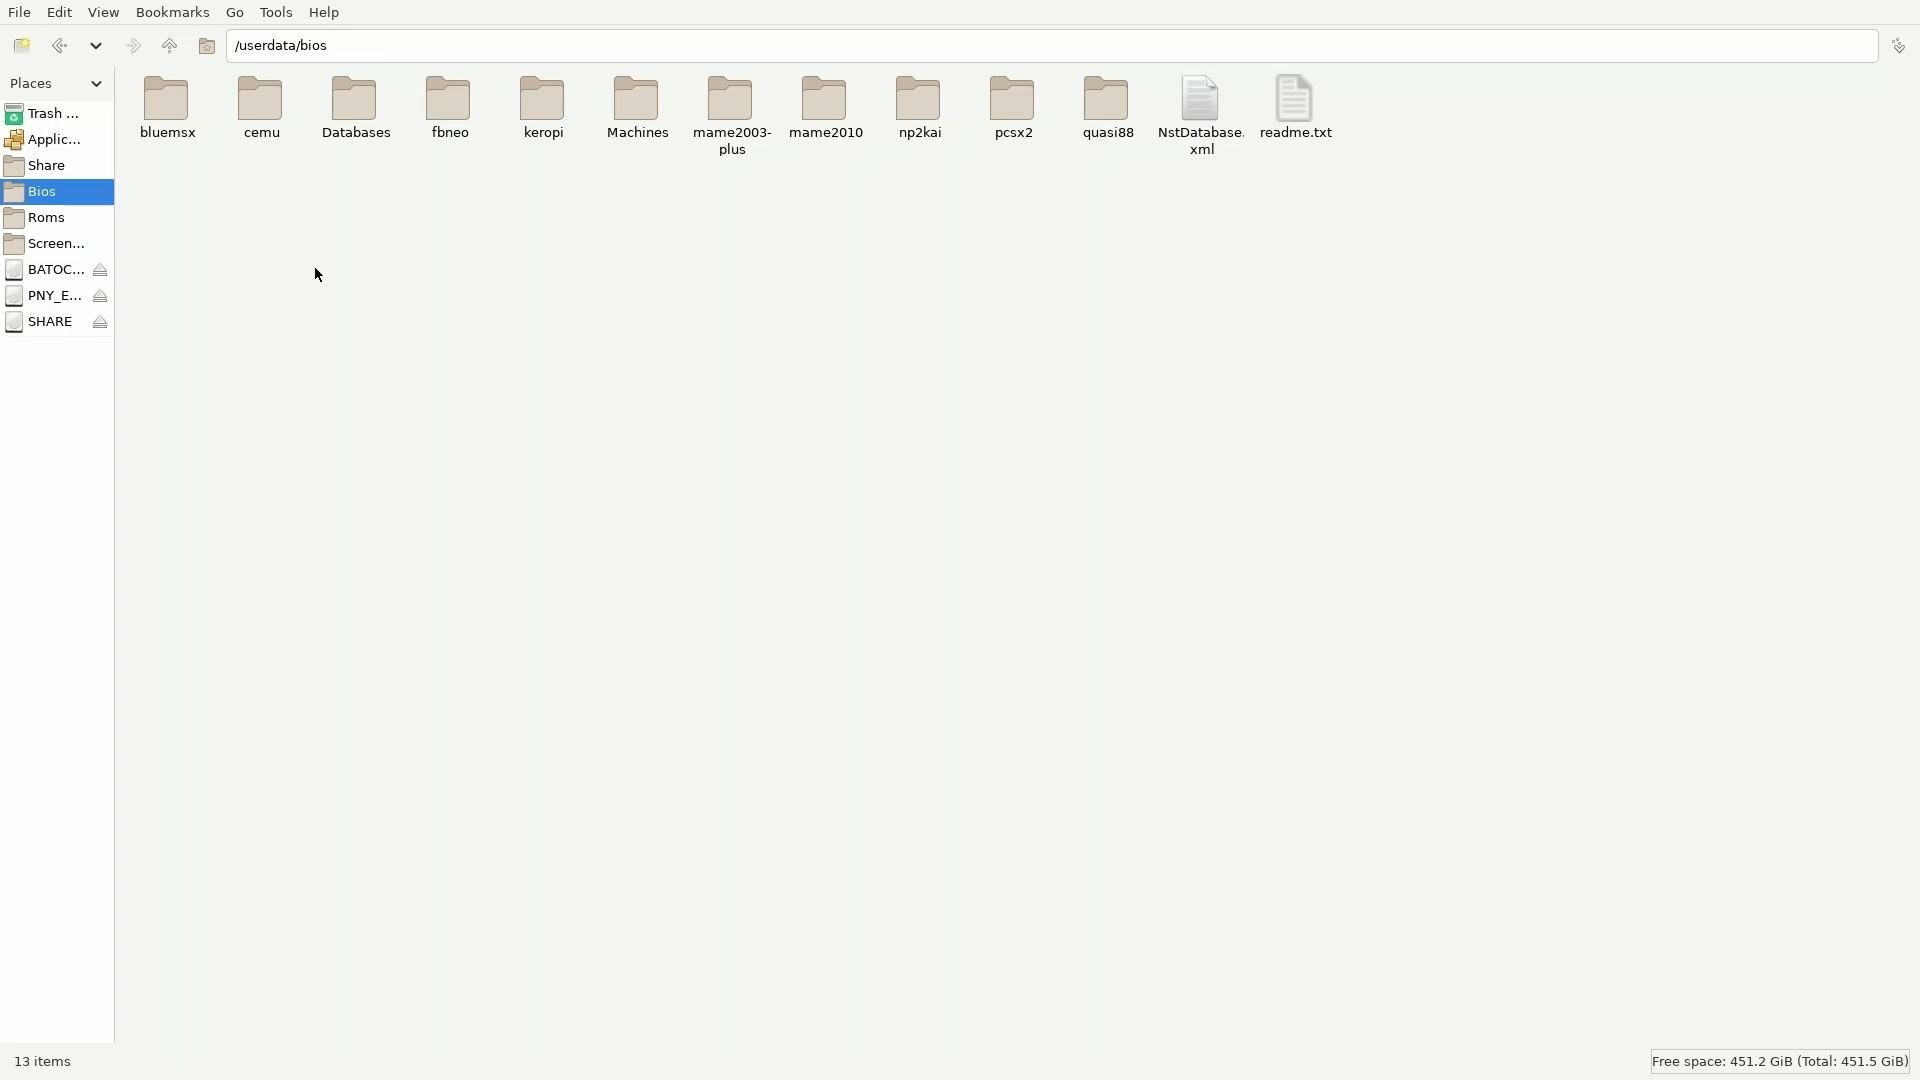 File Edit View Bookmarks Go Tools Help
/userdata/bios
Places
Trash ...
Applic...
Share
Bios
Roms
Screen...
BATOC...
PNY_E...
SHARE
bluemsx cemu Databases fbneo keropi Machines mame2003-plus mame2010 np2kai pcsx2 quasi88 NstDatabase.xml readme.txt
13 items
Free space: 451.2 GiB (Total: 451.5 GiB)